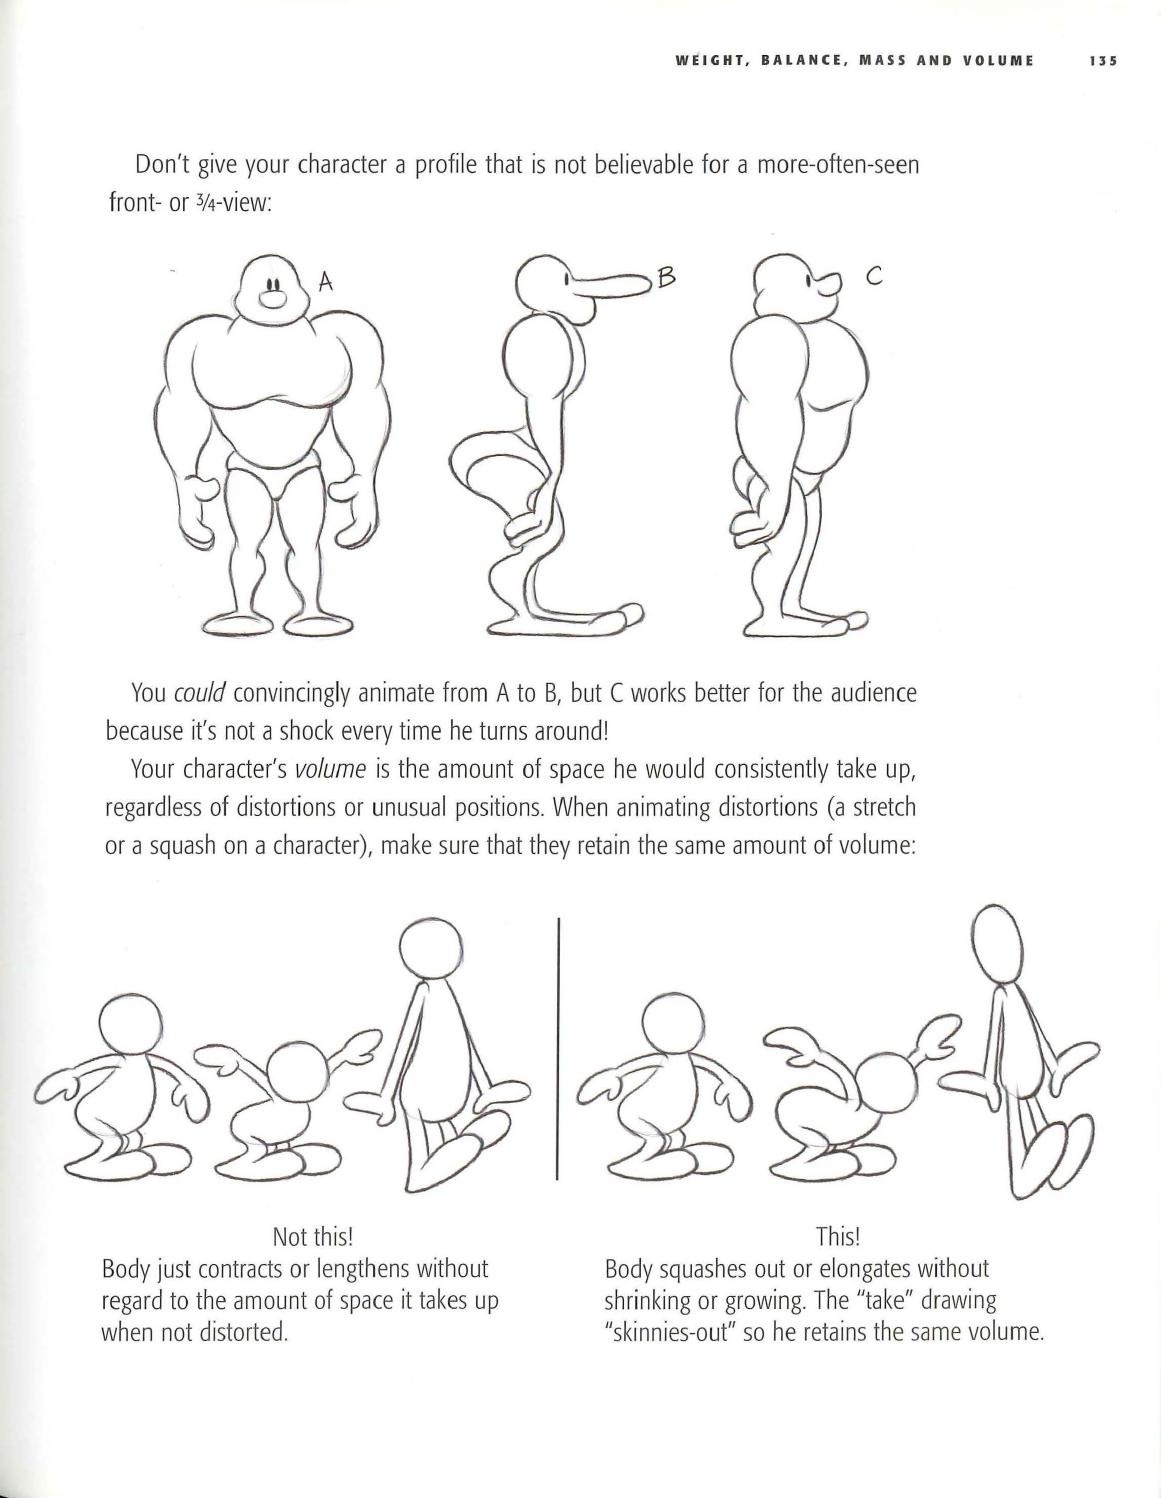 WEIGHT, BALANCE, MASS AND VOLUME 135
Don't give your character a profile that is not believable for a more-often-seen
front- or ¾-view:
A
B
C
You could convincingly animate from A to B, but C works better for the audience
because it's not a shock every time he turns around!
Your character's volume is the amount of space he would consistently take up,
regardless of distortions or unusual positions. When animating distortions (a stretch
or a squash on a character), make sure that they retain the same amount of volume:
Not this!
Body just contracts or lengthens without
regard to the amount of space it takes up
when not distorted.
This!
Body squashes out or elongates without
shrinking or growing. The “take” drawing
“skinnies-out” so he retains the same volume.